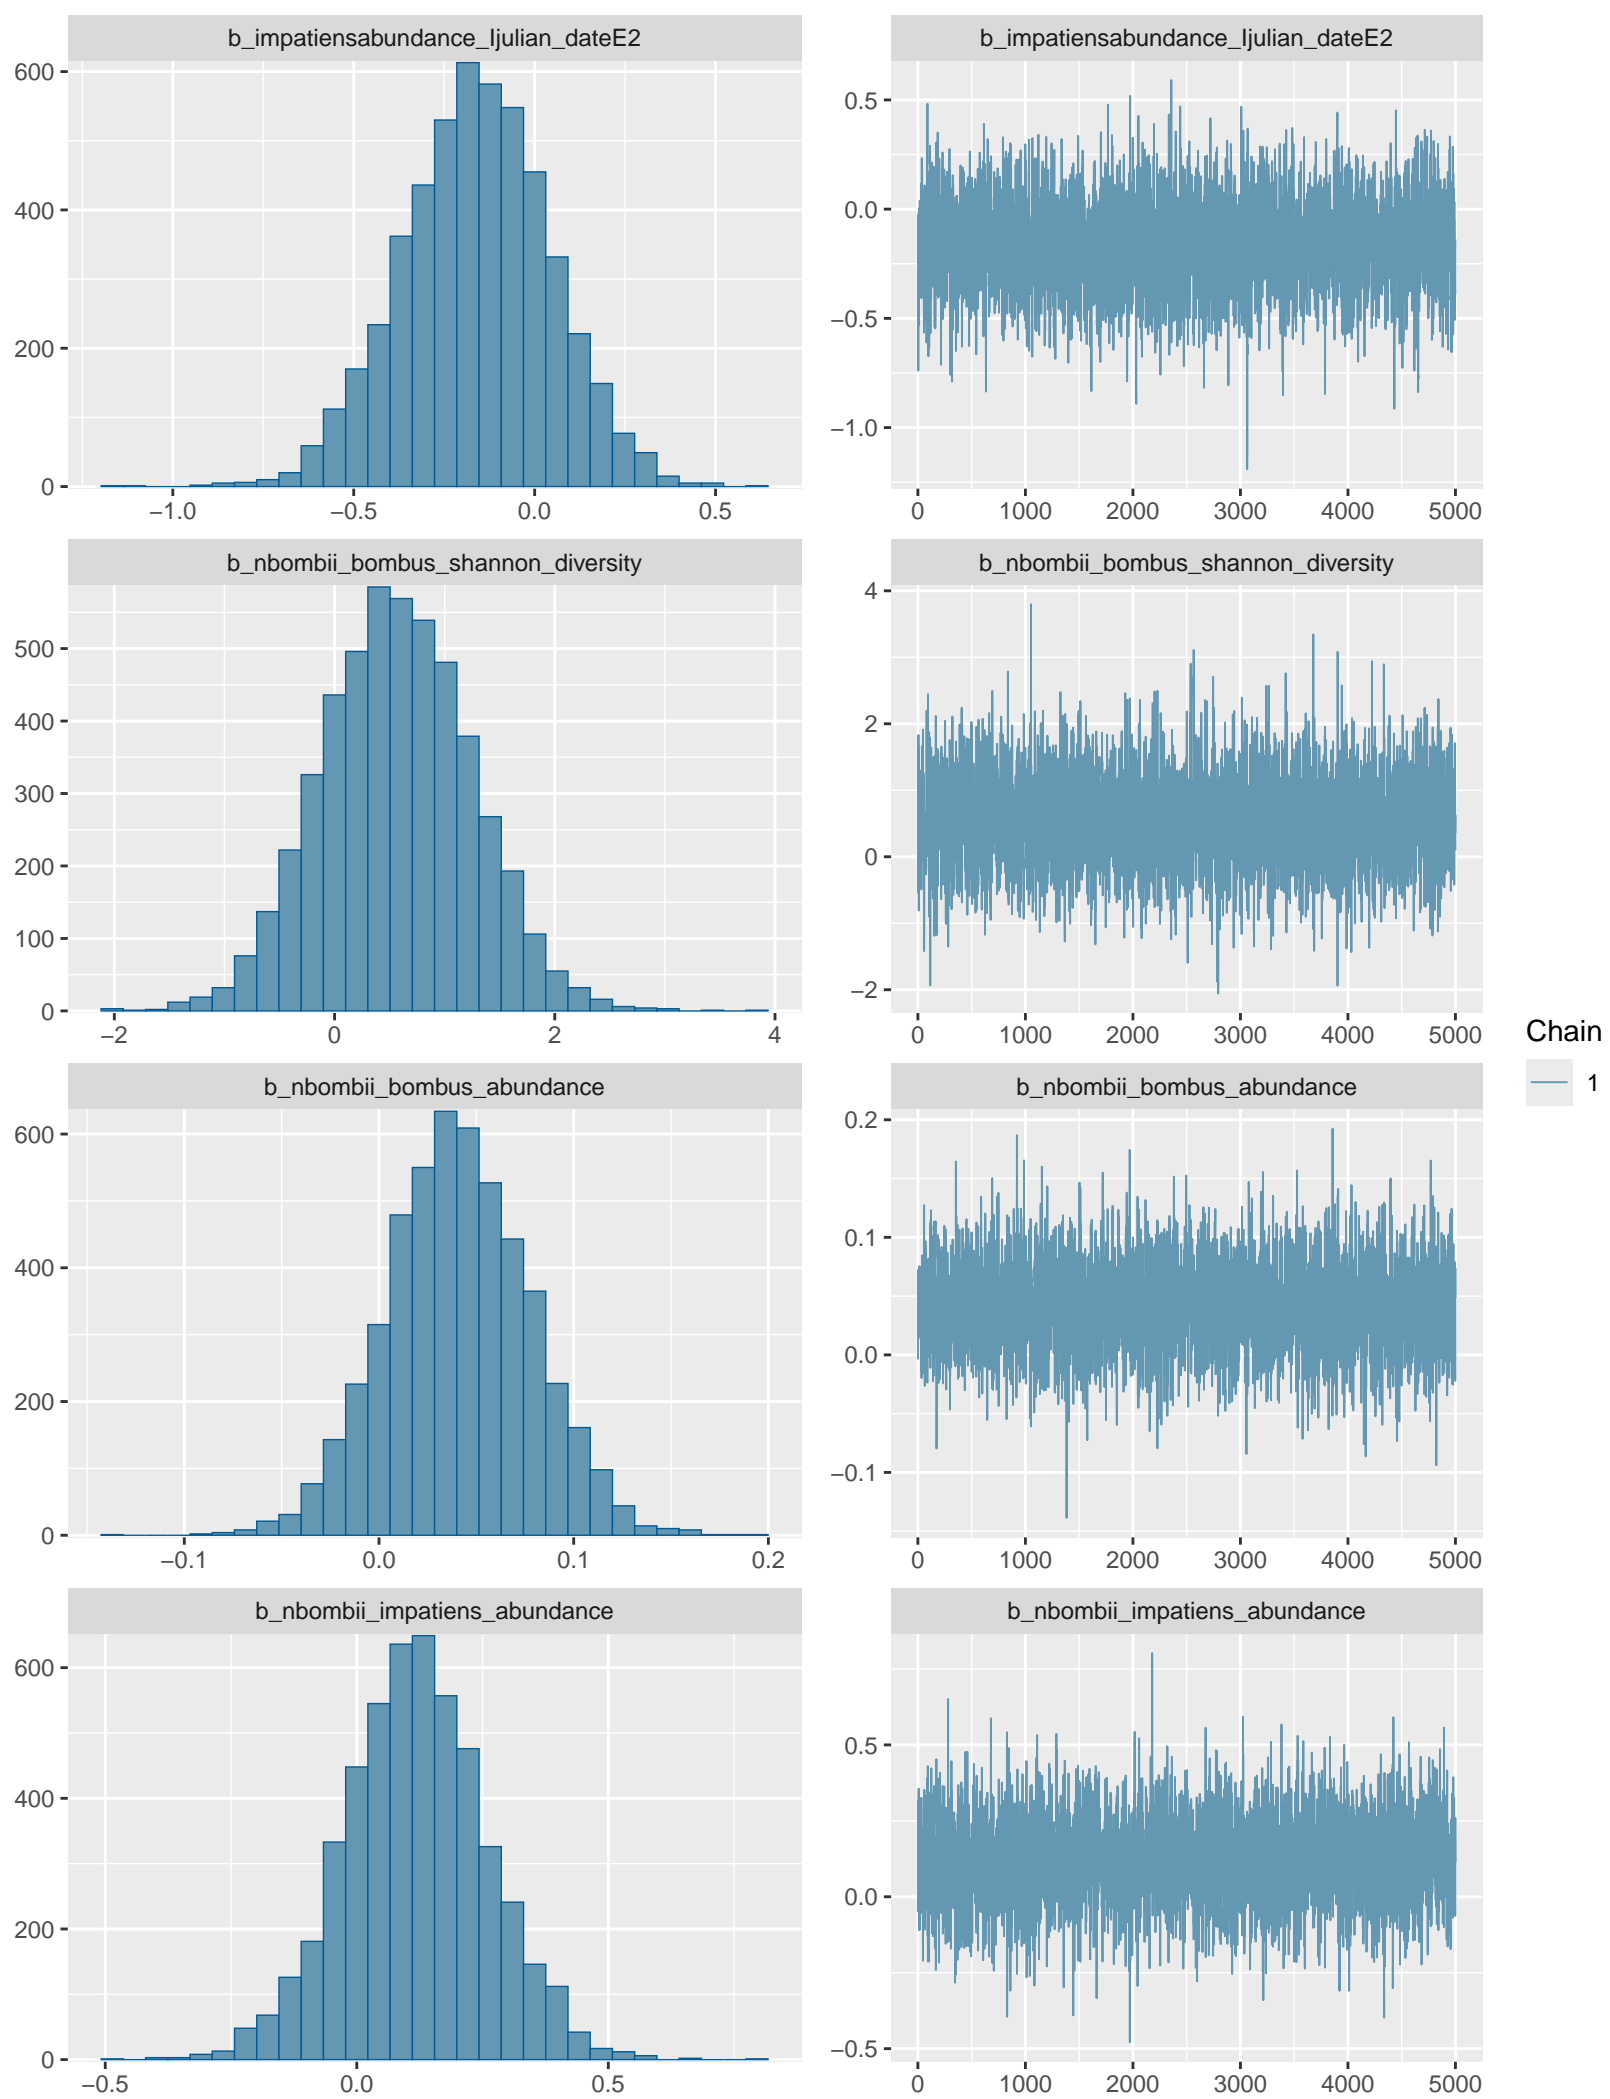 b_impatiensabundance_Ijulian_dateE2
b_impatiensabundance_Ijulian_dateE2
600
400
200
0
−1.0 −0.5 0.0 0.5
0.5
0.0
−0.5
−1.0
0 1000 2000 3000 4000 5000
b_nbombii_bombus_shannon_diversity
b_nbombii_bombus_shannon_diversity
500
400
300
200
100
0
−2 0 2 4
4
2
0
−2
0 1000 2000 3000 4000 5000
Chain
1
b_nbombii_bombus_abundance
b_nbombii_bombus_abundance
600
400
200
0
−0.1 0.0 0.1 0.2
0.2
0.1
0.0
−0.1
0 1000 2000 3000 4000 5000
b_nbombii_impatiens_abundance
b_nbombii_impatiens_abundance
600
400
200
0
−0.5 0.0 0.5
0.5
0.0
−0.5
0 1000 2000 3000 4000 5000